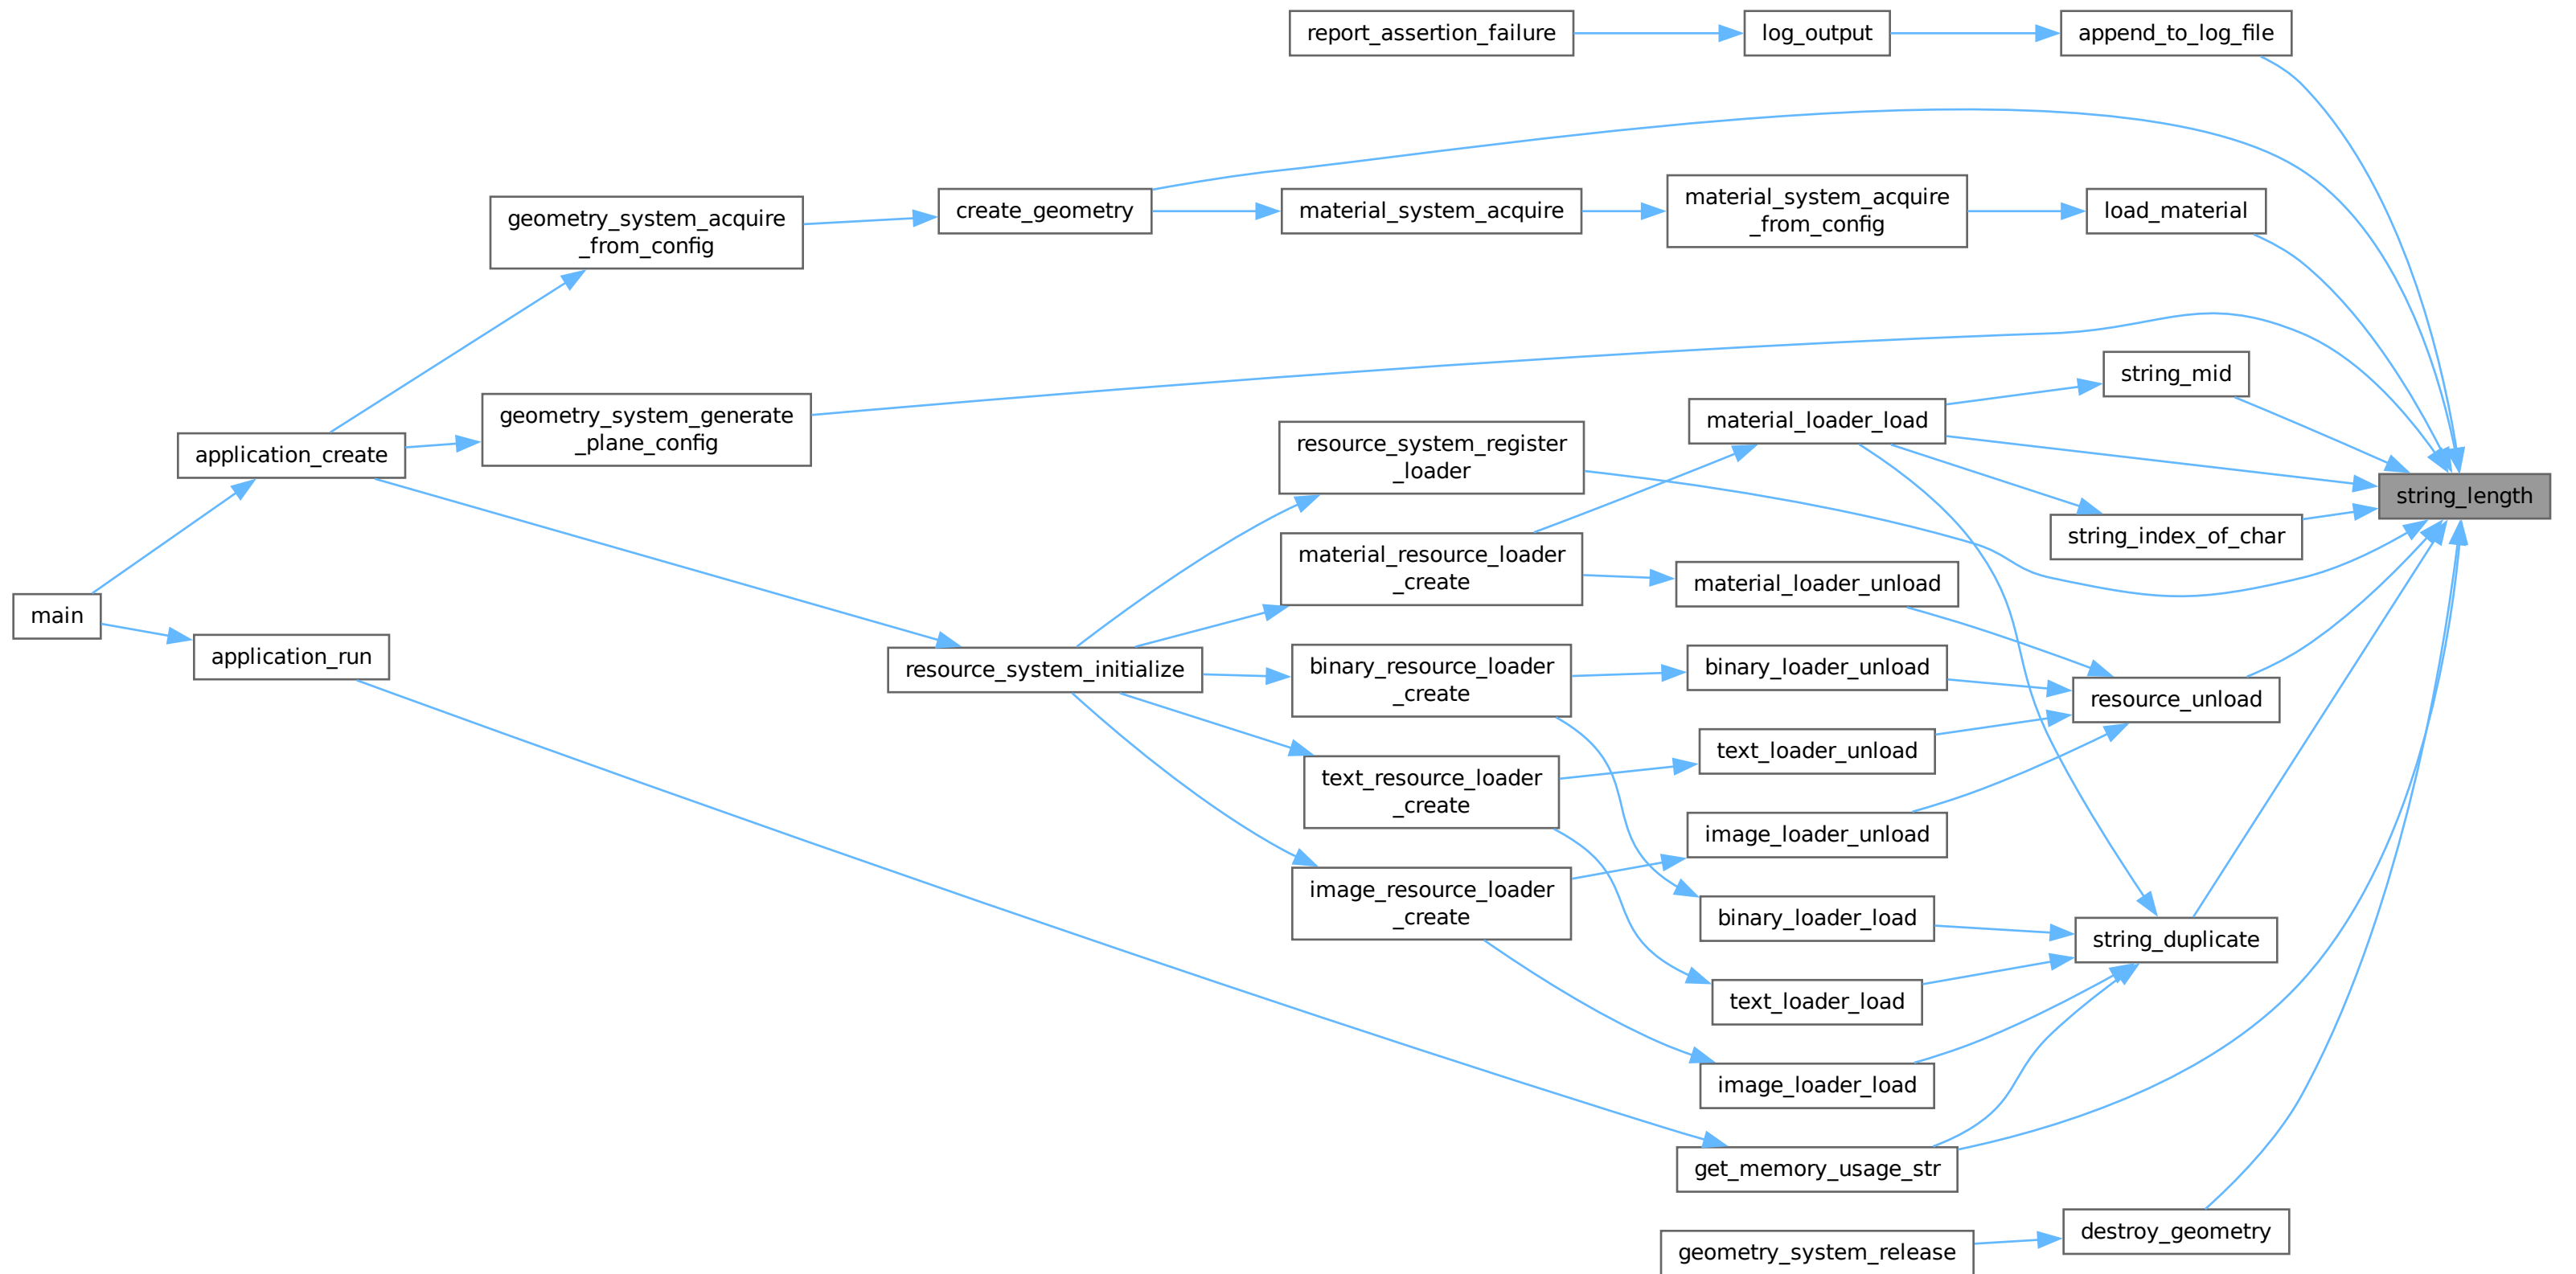 report_assertion_failure
log_output
append_to_log_file
geometry_system_acquire
_from_config
create_geometry
material_system_acquire
material_system_acquire
_from_config
load_material
string_mid
geometry_system_generate
_plane_config
material_loader_load
application_create
resource_system_register
_loader
string_length
string_index_of_char
material_resource_loader
_create
material_loader_unload
main
application_run
resource_system_initialize
binary_resource_loader
_create
binary_loader_unload
resource_unload
text_loader_unload
text_resource_loader
_create
image_loader_unload
image_resource_loader
_create
binary_loader_load
string_duplicate
text_loader_load
image_loader_load
get_memory_usage_str
destroy_geometry
geometry_system_release